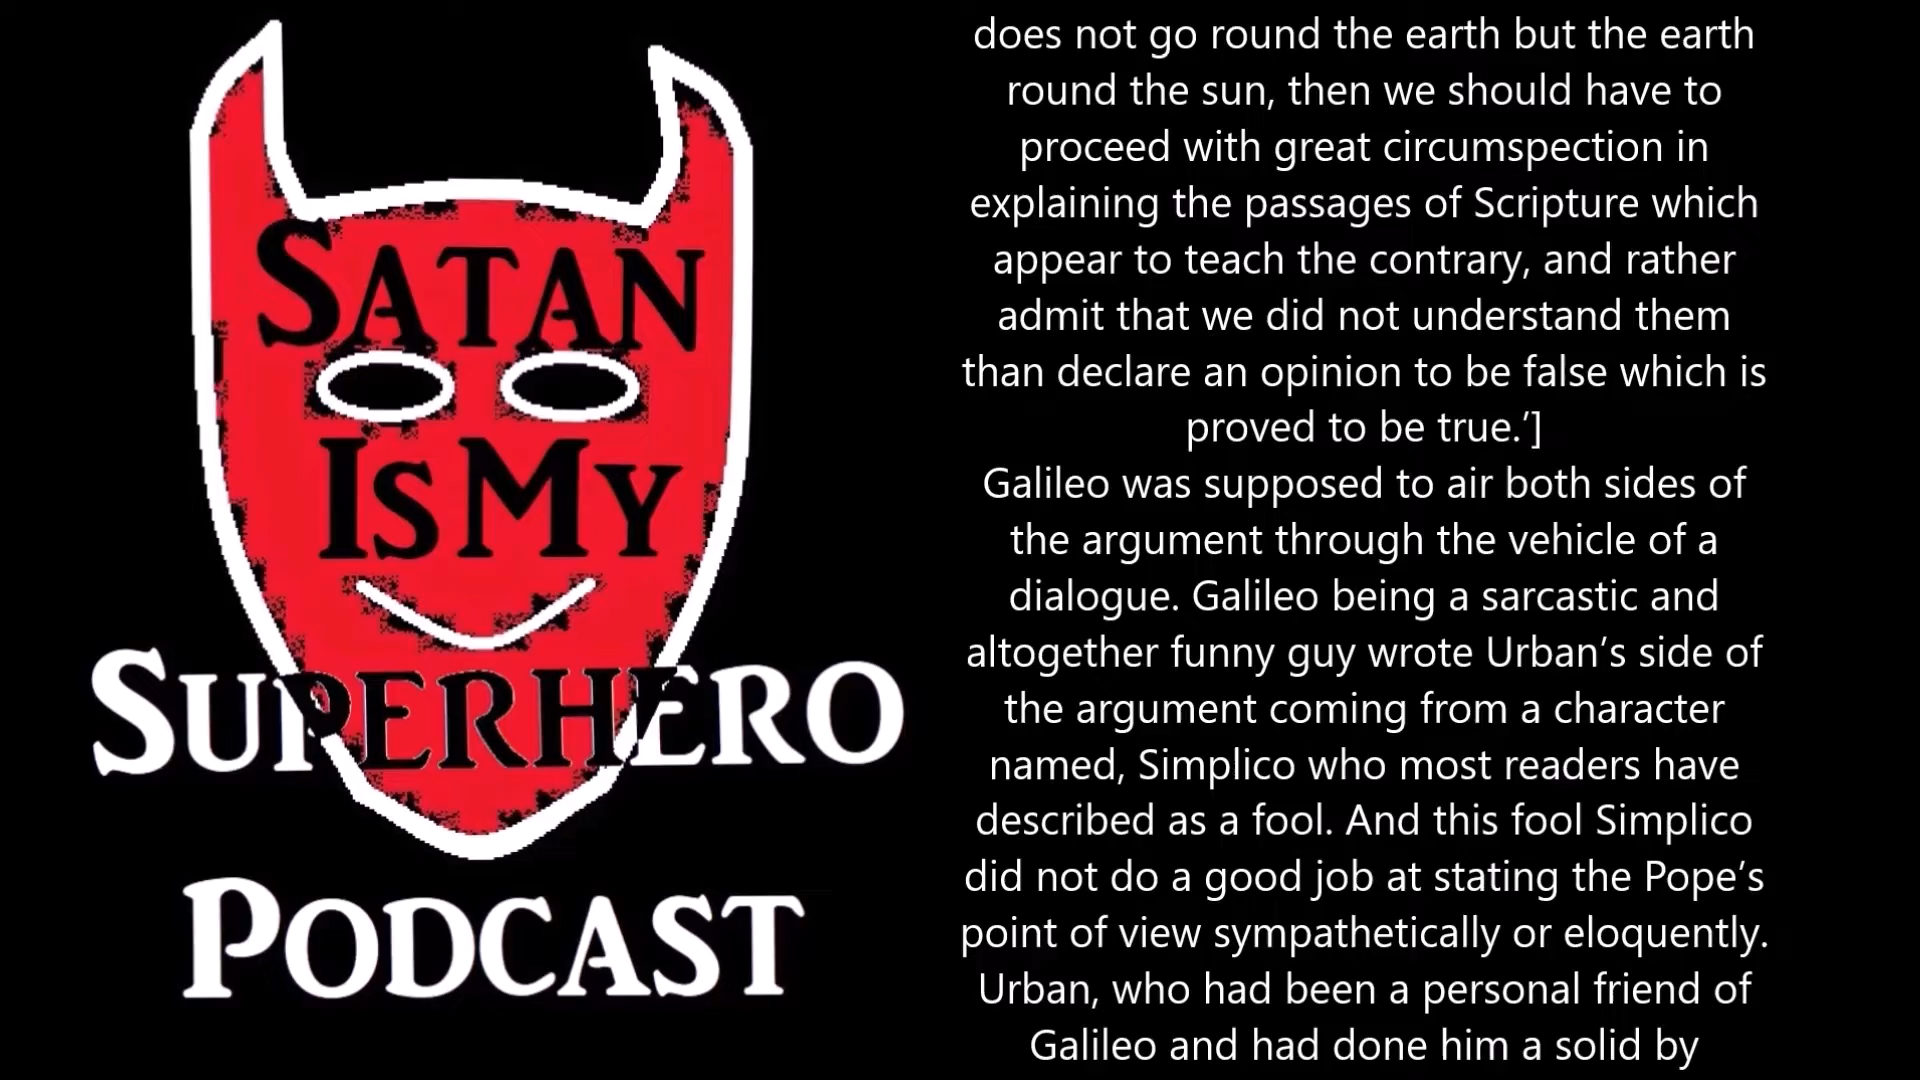 SATAN
IS MY
SUPERHERO
PODCAST
does not go round the earth but the earth
round the sun, then we should have to
proceed with great circumspection in
explaining the passages of Scripture which
appear to teach the contrary, and rather
admit that we did not understand them
than declare an opinion to be false which is
proved to be true.’]
Galileo was supposed to air both sides of
the argument through the vehicle of a
dialogue. Galileo being a sarcastic and
altogether funny guy wrote Urban’s side of
the argument coming from a character
named, Simplico who most readers have
described as a fool. And this fool Simplico
did not do a good job at stating the Pope’s
point of view sympathetically or eloquently.
Urban, who had been a personal friend of
Galileo and had done him a solid by